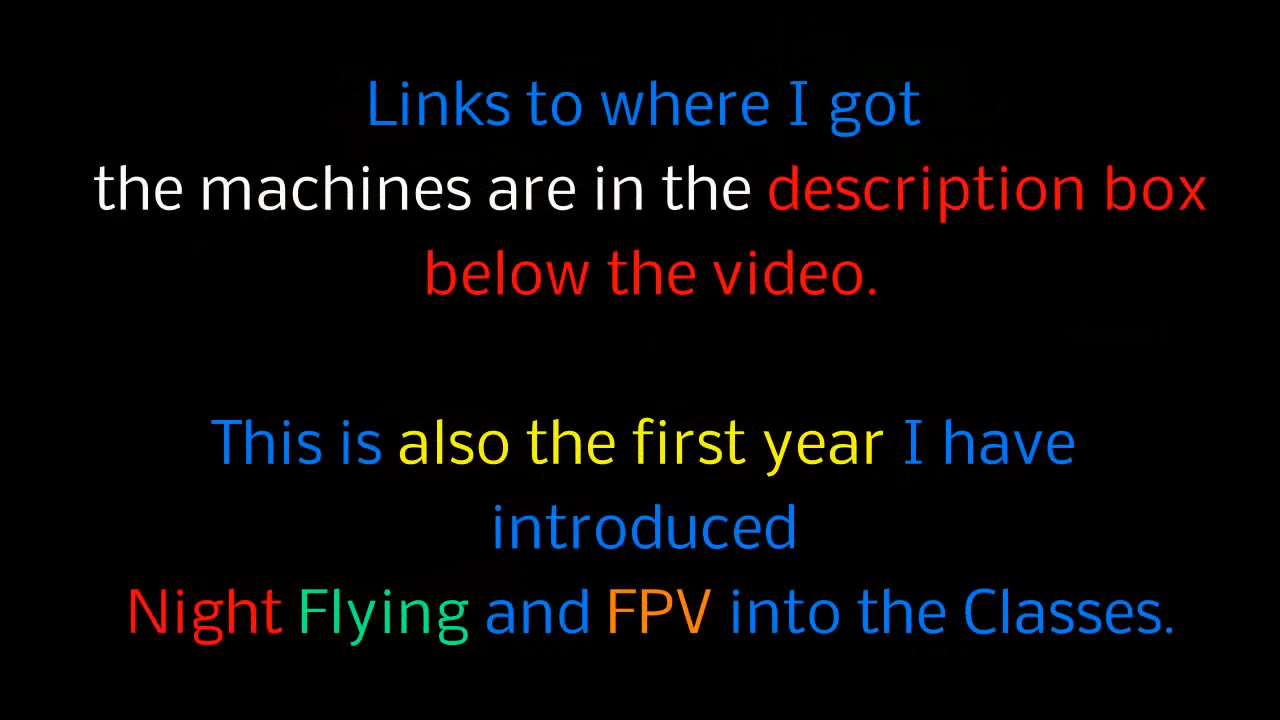 Links to where I got
the machines are in the description box
below the video.
This is also the first year I have
introduced
Night Flying and FPV into the Classes.